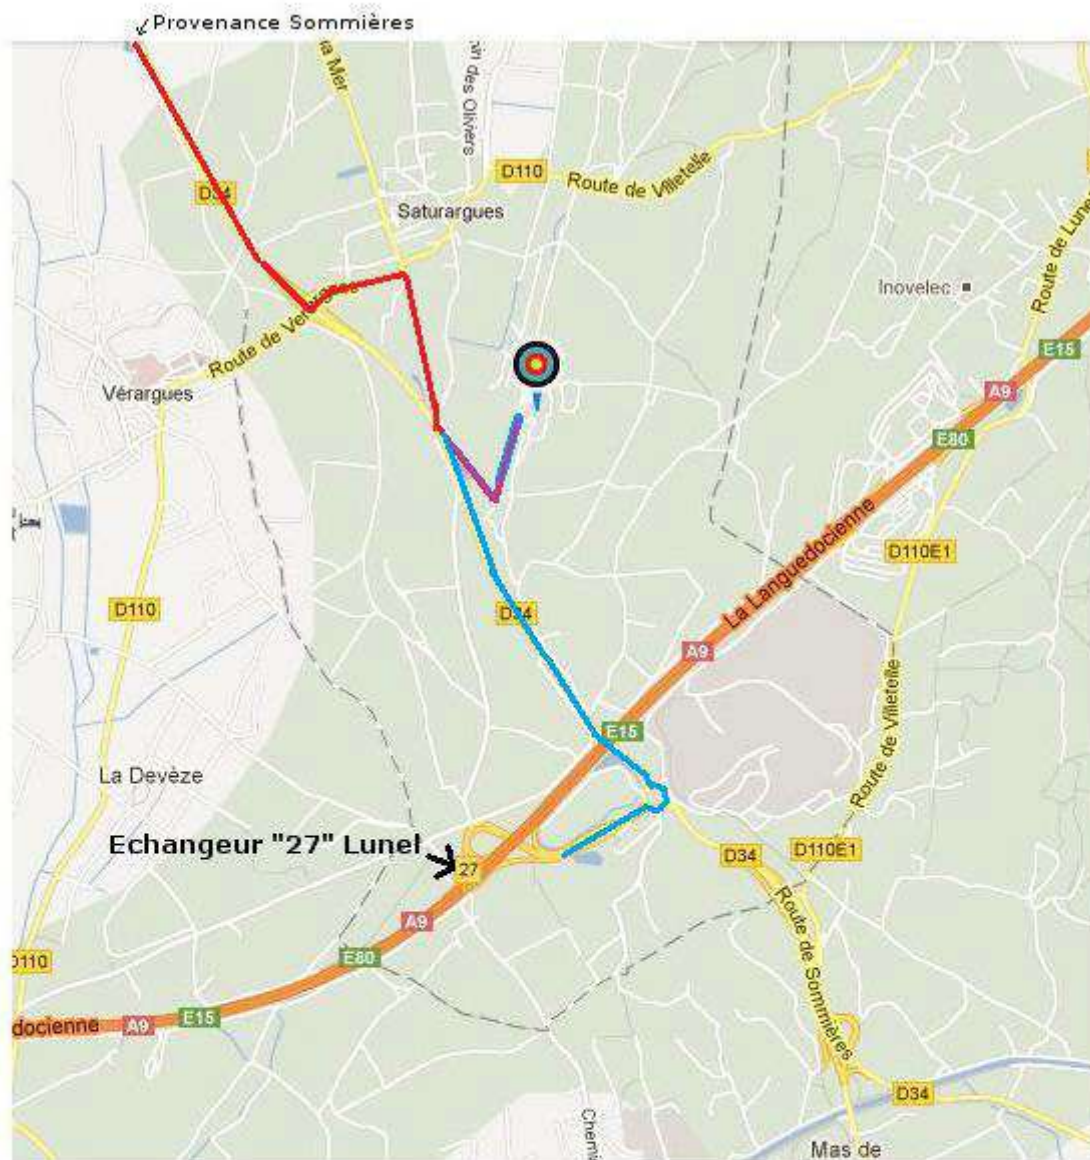 Provenance Sommières
la Mer
in des Oliviers
D110
Route de Villetelle
D34
Saturargues
Route de Lunel
Inovelec
Route de Vérargues
E15
A9
Vérargues
E80
La Languedocienne
D110E1
D110
D34
A9
E15
Route de Villetelle
La Devèze
Echangeur "27" Lunel
27
D34
D110E1
A9
Route de Sommières
E80
D110
docienne
A9
E15
D34
Chemi
Mas de